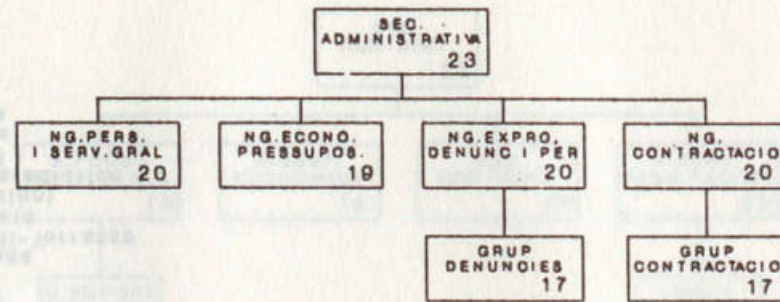 SEC.
ADMINISTRATIVA
23
NG.PERS.
I SERV.GRAL
20
NG.ECONO.
PRESSUPOS.
19
NG.EXPRO.
DENUNC I PER
20
NG.
CONTRACTACIO
20
GRUP
DENUNCIES
17
GRUP
CONTRACTACIO
17